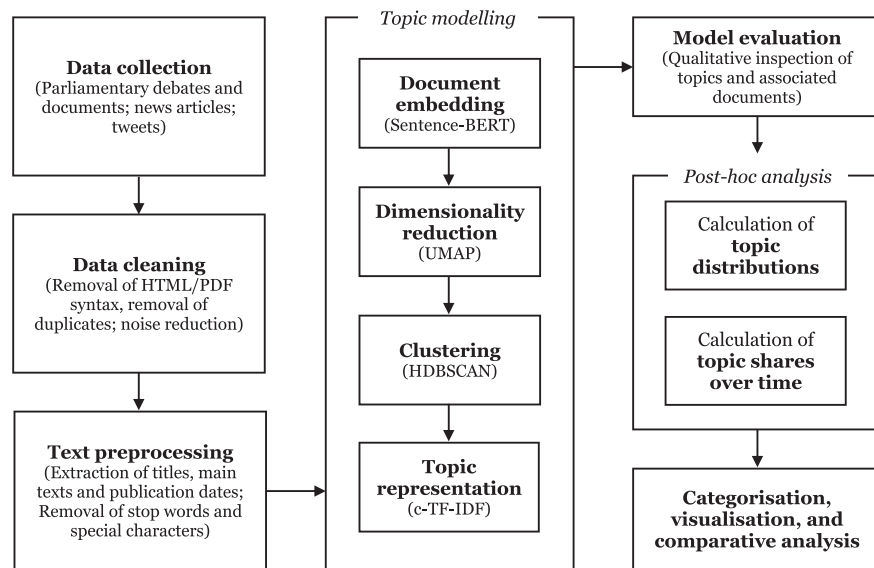 Data collection
(Parliamentary debates and
documents; news articles;
tweets)
Data cleaning
(Removal of HTML/PDF
syntax, removal of
duplicates; noise reduction)
Text preprocessing
(Extraction of titles, main
texts and publication dates;
Removal of stop words and
special characters)
Topic modelling
Document
embedding
(Sentence-BERT)
Dimensionality
reduction
(UMAP)
Clustering
(HDBSCAN)
Topic
representation
(c-TF-IDF)
Model evaluation
(Qualitative inspection of
topics and associated
documents)
Post-hoc analysis
Calculation of
topic
distributions
Calculation of
topic shares
over time
Categorisation,
visualisation, and
comparative analysis